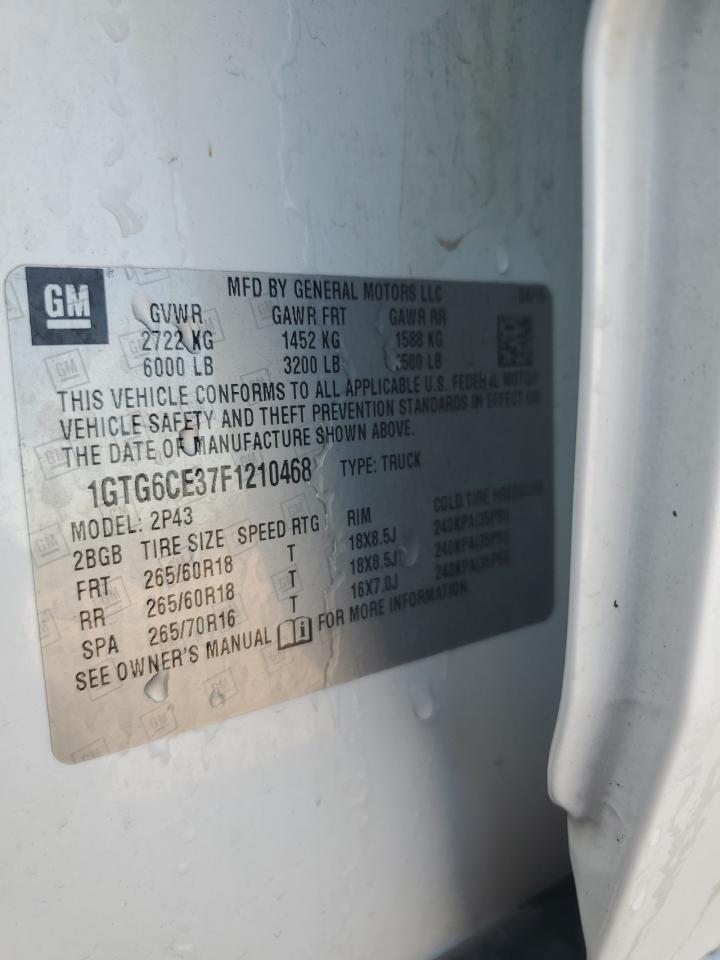 GM
MFD BY GENERAL MOTORS LLC
GVWR GAWR FRT GAWR RR
2722 KG 1452 KG 1588 KG
6000 LB 3200 LB 3500 LB
THIS VEHICLE CONFORMS TO ALL APPLICABLE U.S. FEDERAL MOTOR
VEHICLE SAFETY AND THEFT PREVENTION STANDARDS IN EFFECT ON
THE DATE OF MANUFACTURE SHOWN ABOVE.
1GTG6CE37F1210468 TYPE: TRUCK
MODEL: 2P43
2BGB TIRE SIZE SPEED RTG RIM COLD TIRE PRESSURE
FRT 265/60R18 T 18X8.5J 240KPA(35PSI)
RR 265/60R18 T 18X8.5J 240KPA(35PSI)
SPA 265/70R16 T 16X7.0J 240KPA(35PSI)
SEE OWNER'S MANUAL FOR MORE INFORMATION.